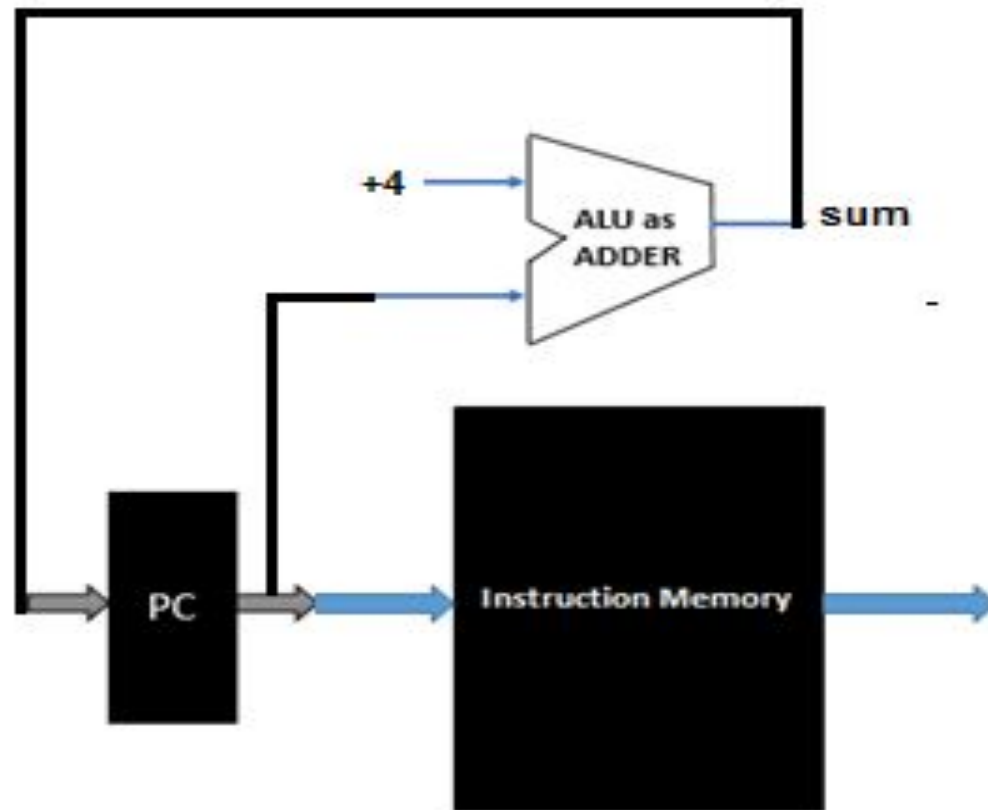 +4
ALU as
ADDER
sum
-
PC
Instruction Memory